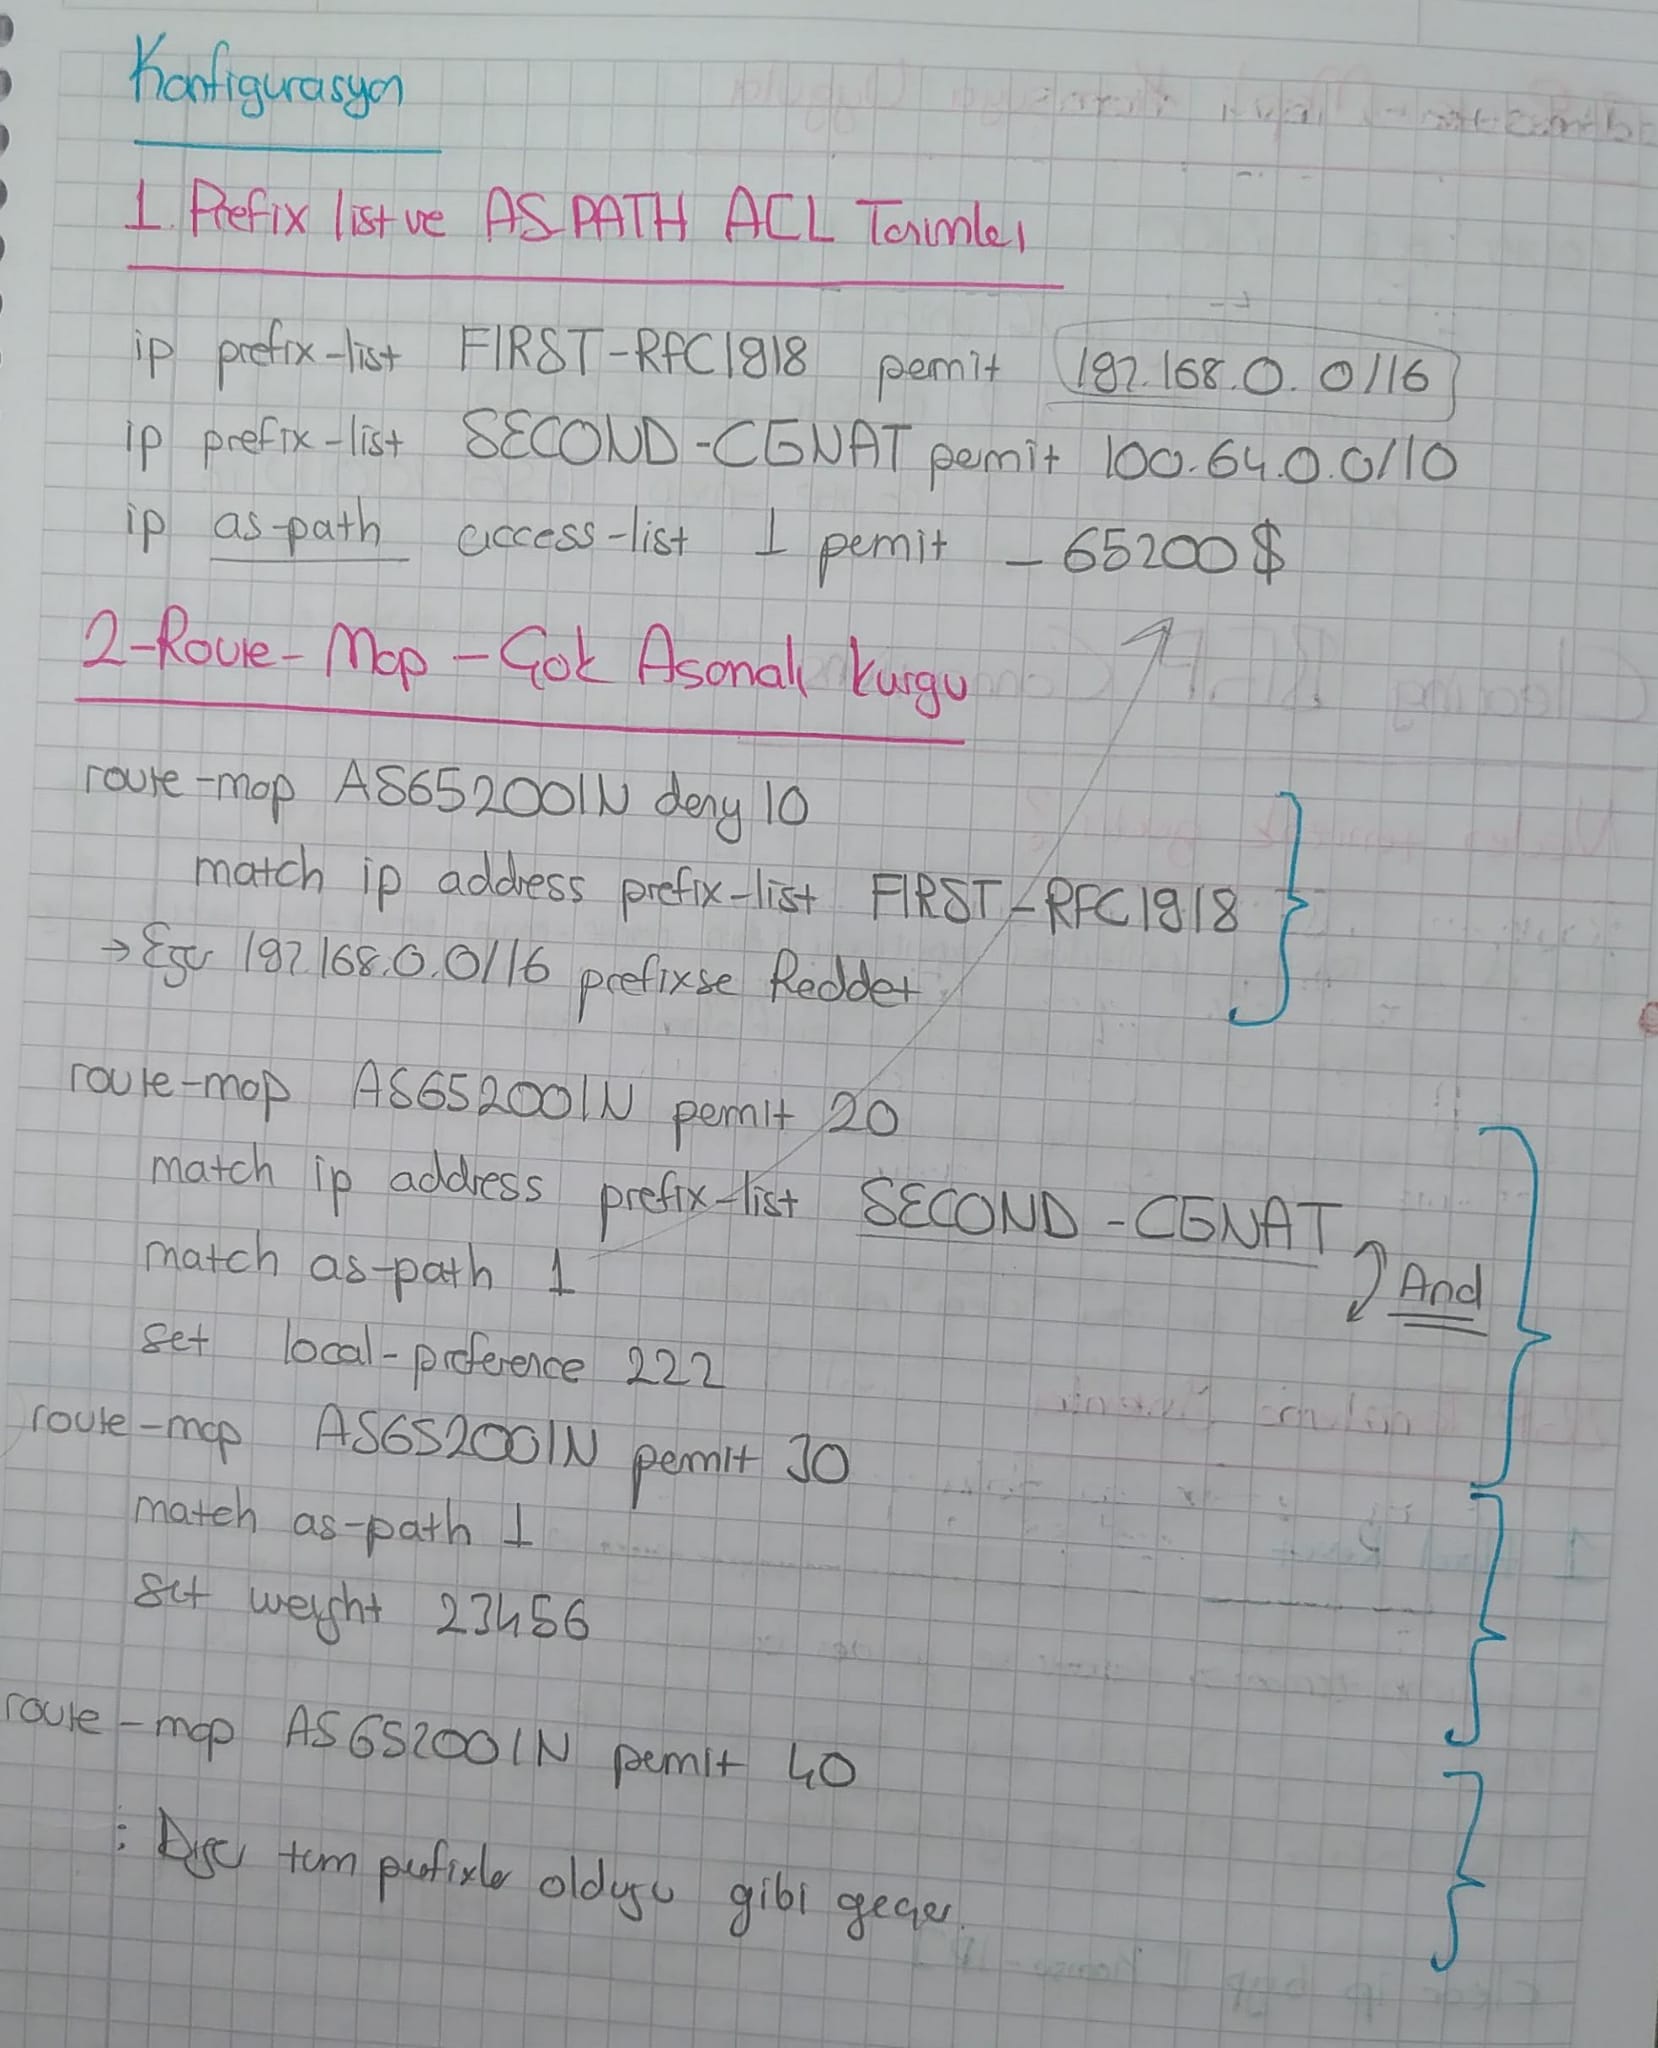 Konfigurasyon
1. Prefix list ve AS PATH ACL Tanımları
ip prefix-list FIRST-RFC1918 permit 192.168.0.0/16
ip prefix-list SECOND-CGNAT permit 100.64.0.0/10
ip as-path access-list 1 permit _65200$
2-Route-Map-Çok Aşamalı Kurgu
route-map AS65200IN deny 10
match ip address prefix-list FIRST-RFC1918
→ Eğer 192.168.0.0/16 prefixse Reddet
route-map AS65200IN permit 20
match ip address prefix-list SECOND-CGNAT
match as-path 1
And
set local-preference 222
route-map AS65200IN permit 30
match as-path 1
set weight 23456
route-map AS65200IN permit 40
: Diğer tüm prefixler olduğu gibi geçer.